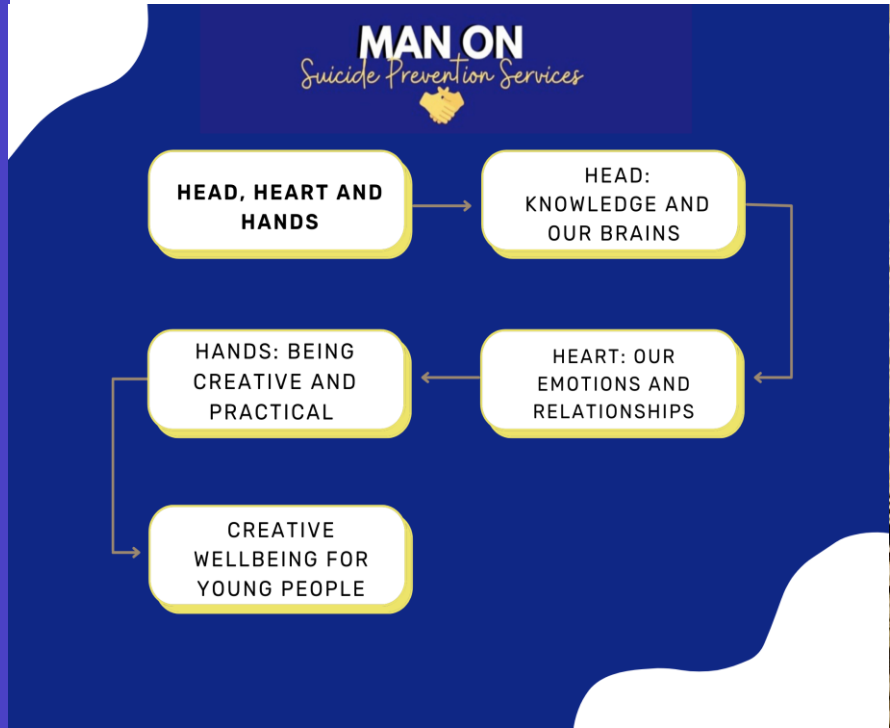 MAN ON
Suicide Prevention Services
HEAD, HEART AND
HANDS
HEAD:
KNOWLEDGE AND
OUR BRAINS
HEART: OUR
EMOTIONS AND
RELATIONSHIPS
HANDS: BEING
CREATIVE AND
PRACTICAL
CREATIVE
WELLBEING FOR
YOUNG PEOPLE